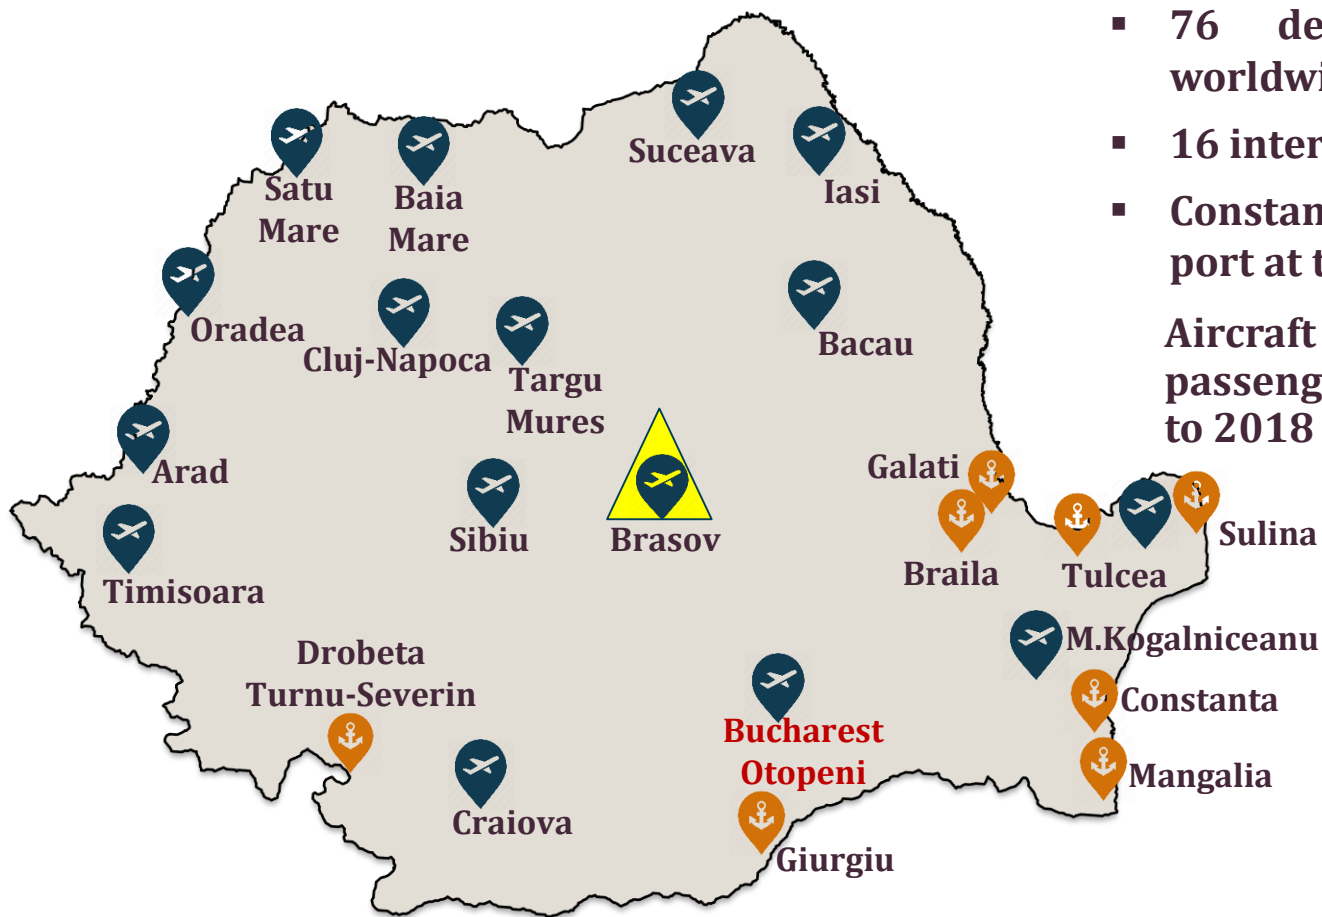 ▪ 76 de
worldwi
▪ 16 inter
▪ Constan
port at t
Aircraft
passeng
to 2018
Suceava
Iasi
Satu
Mare
Baia
Mare
Oradea
Cluj-Napoca
Targu
Mures
Bacau
Arad
Galati
Sibiu
Brasov
Sulina
Braila
Tulcea
Timisoara
M.Kogalniceanu
Drobeta
Turnu-Severin
Constanta
Bucharest
Otopeni
Mangalia
Craiova
Giurgiu